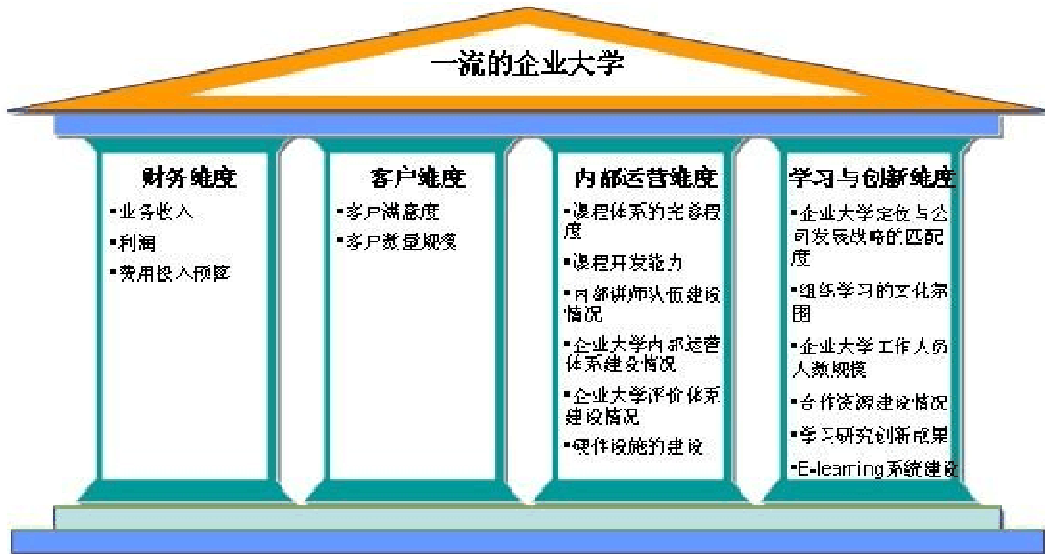 一流的企业大学
财务维度
▪业务收入
▪利润
▪费用投入预算
客户维度
▪客户满意度
▪客户数量规模
内部运营维度
▪课程体系的完善程
度
▪课程开发能力
▪内部讲师队伍建设
情况
▪企业大学内部运营
体系建设情况
▪企业大学评价体系
建设情况
▪硬件设施的建设
学习与创新维度
▪企业大学定位与公
司发展战略的匹配
度
▪组织学习的文化氛
围
▪企业大学工作人员
人数规模
▪合作资源建设情况
▪学习研究创新成果
▪E-learning系统建设